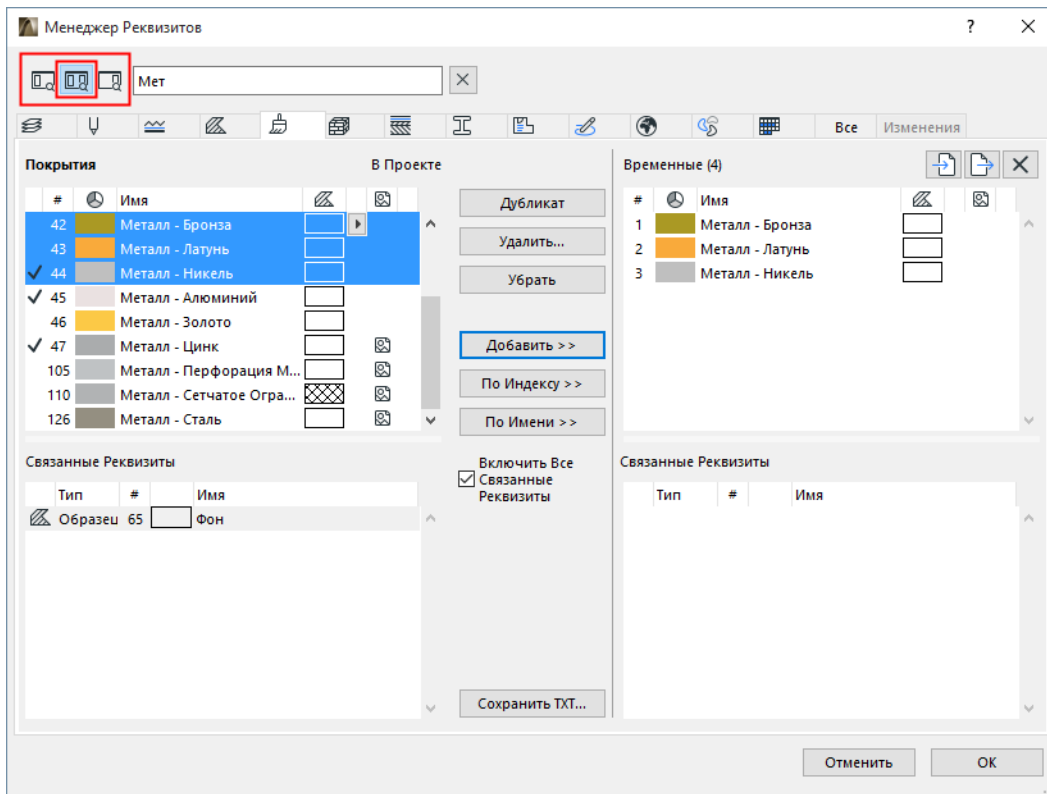 Менеджер Реквизитов
?
Мет
Все
Изменения
Покрытия
В Проекте
# Имя
42 Металл - Бронза
43 Металл - Латунь
44 Металл - Никель
45 Металл - Алюминий
46 Металл - Золото
47 Металл - Цинк
105 Металл - Перфорация М...
110 Металл - Сетчатое Огра...
126 Металл - Сталь
Связанные Реквизиты
Тип # Имя
Образец 65 Фон
Дубликат
Удалить...
Убрать
Добавить >>
По Индексу >>
По Имени >>
Включить Все
Связанные
Реквизиты
Сохранить TXT...
Временные (4)
# Имя
1 Металл - Бронза
2 Металл - Латунь
3 Металл - Никель
Связанные Реквизиты
Тип # Имя
Отменить
ОК